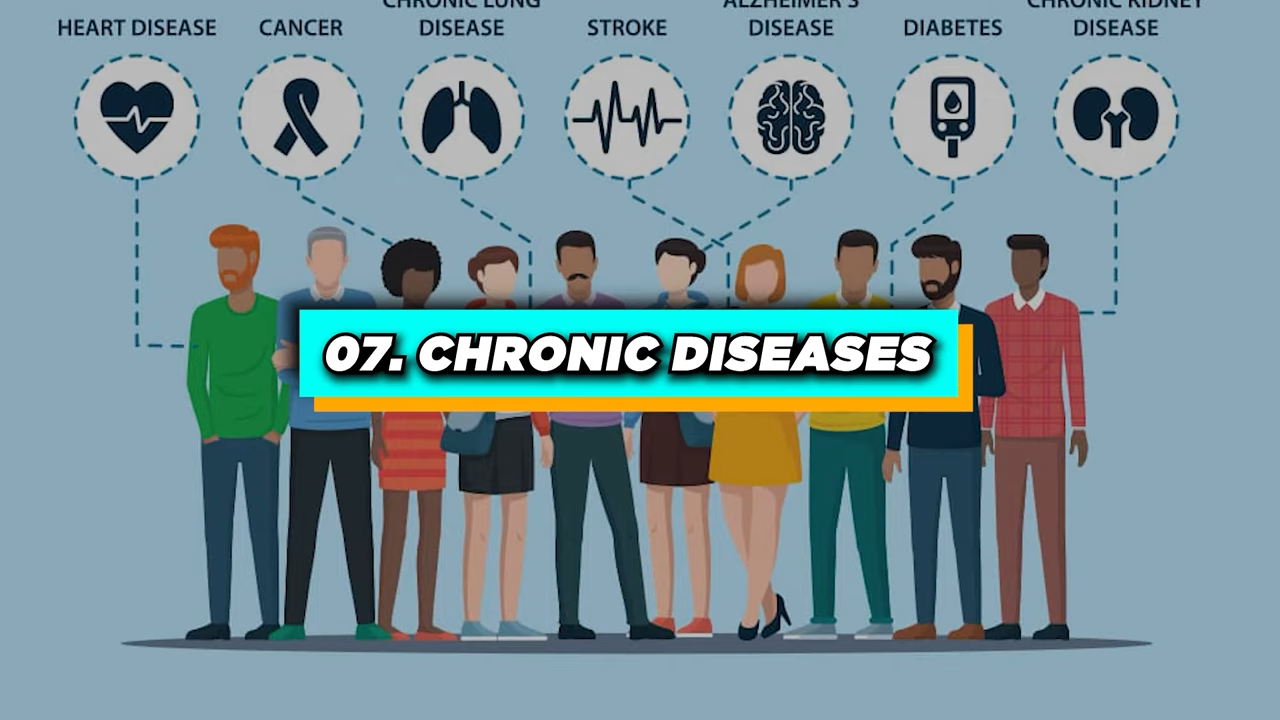 CHRONIC LUNG
ALZHEIMER'S
CHRONIC KIDNEY
HEART DISEASE
CANCER
DISEASE
STROKE
DISEASE
DIABETES
DISEASE
07. CHRONIC DISEASES